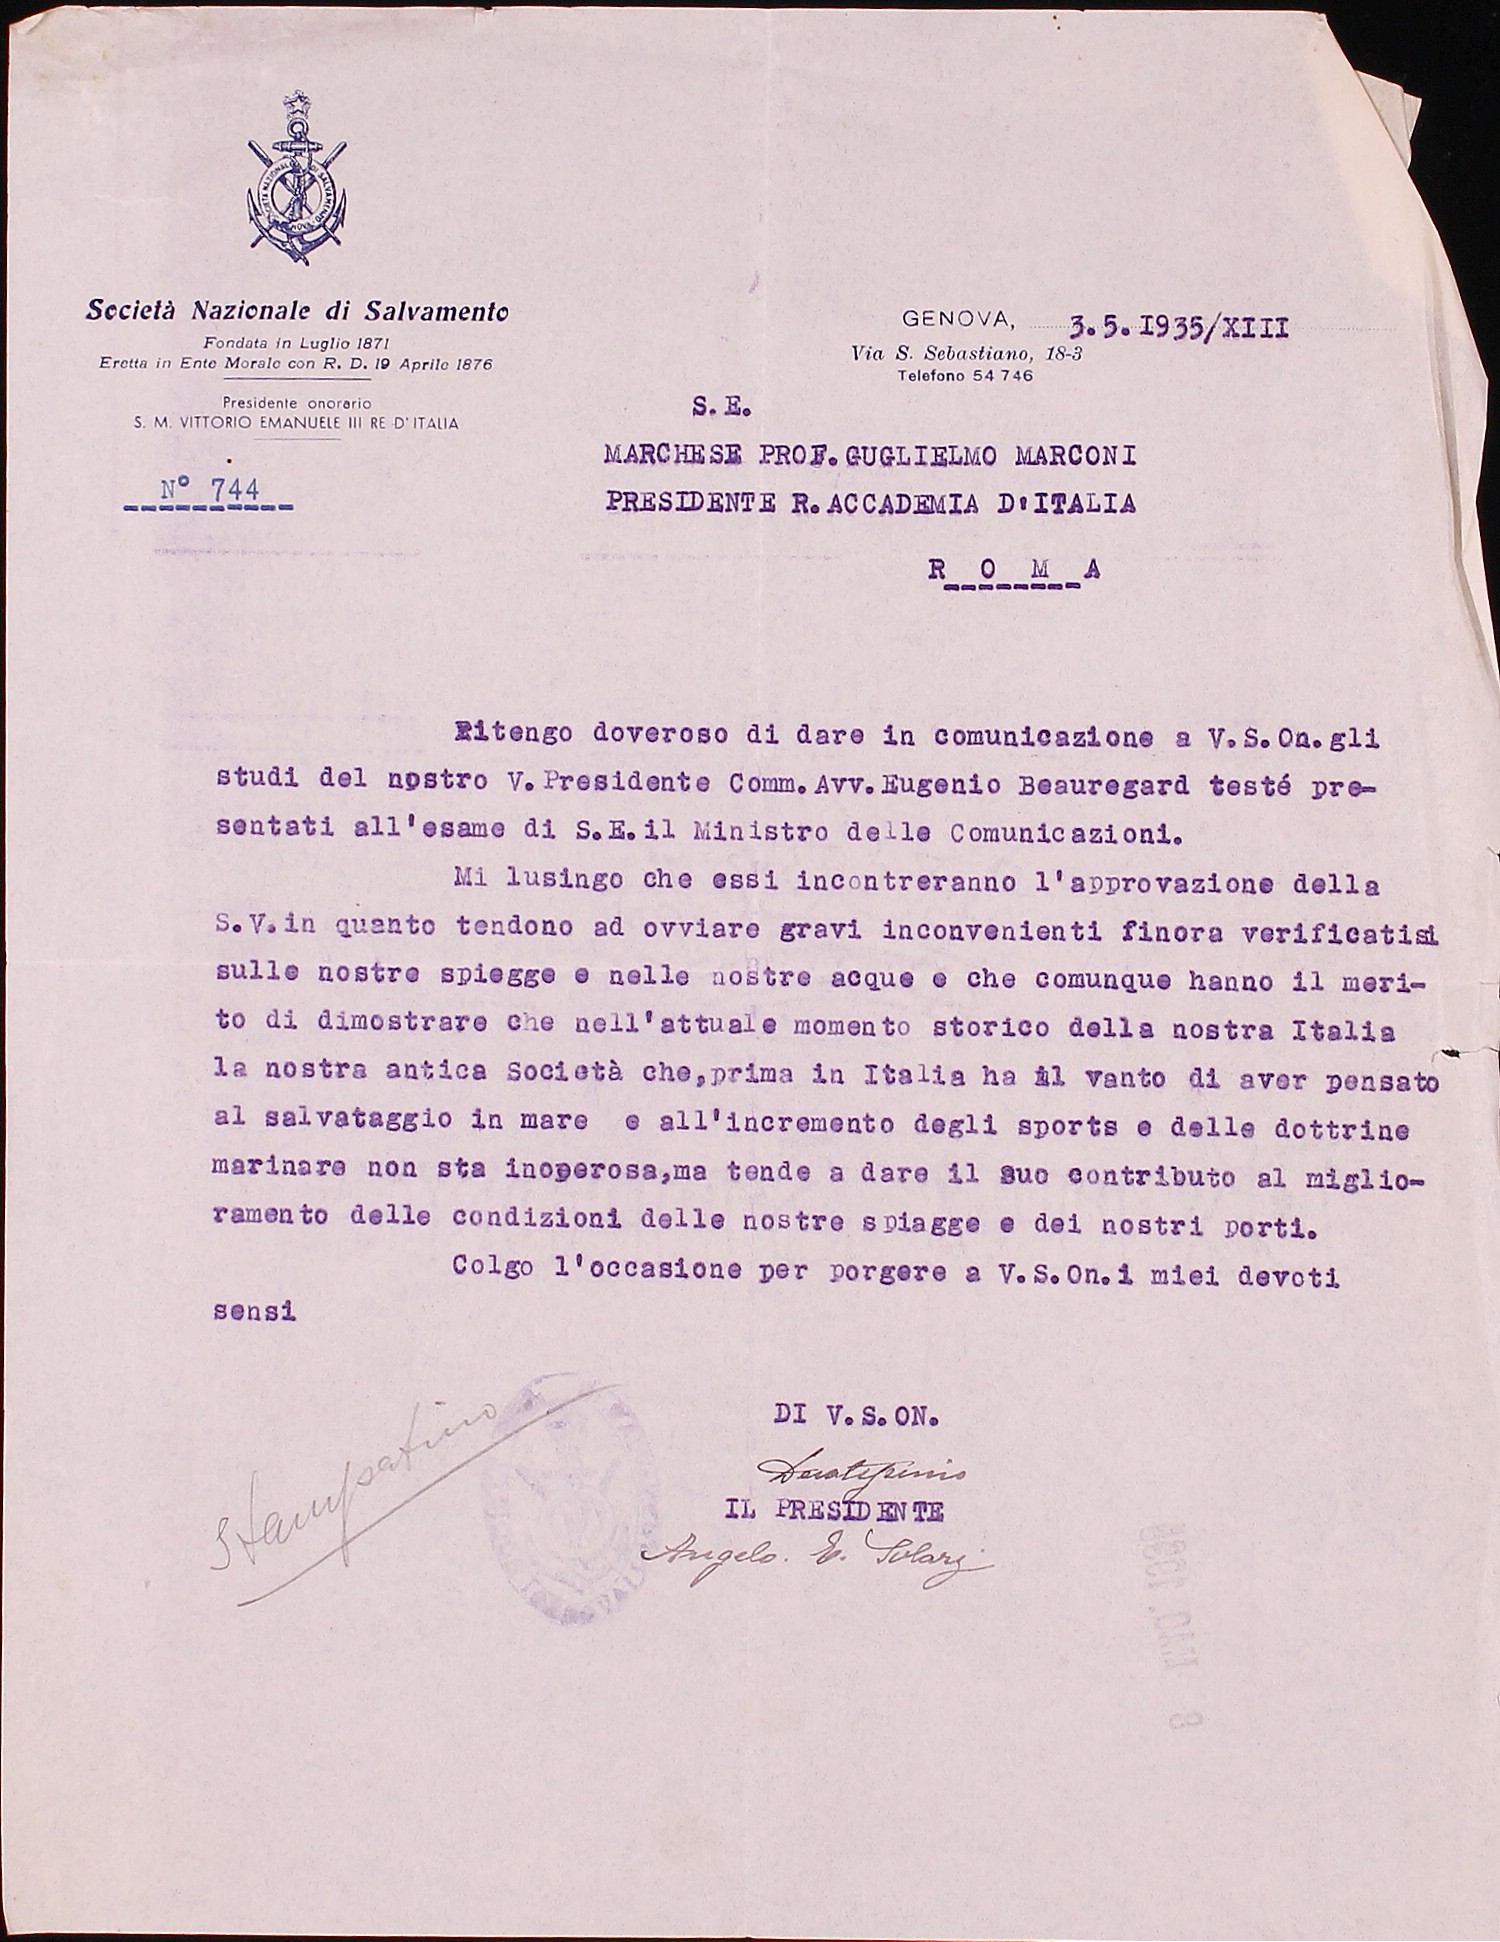 SOCIETÀ NAZIONALE DI SALVAMENTO
Società Nazionale di Salvamento
Fondata in Luglio 1871
Eretta in Ente Morale con R. D. 19 Aprile 1876
Presidente onorario
S. M. VITTORIO EMANUELE III RE D'ITALIA
N° 744
GENOVA, 3.5.1935/XIII
Via S. Sebastiano, 18-3
Telefono 54 746
S.E.
MARCHESE PROF.GUGLIELMO MARCONI
PRESIDENTE R.ACCADEMIA D'ITALIA
R O M A
Ritengo doveroso di dare in comunicazione a V.S.On.gli
studi del nostro V.Presidente Comm.Avv.Eugenio Beauregard testé pre-
sentati all'esame di S.E.il Ministro delle Comunicazioni.
Mi lusingo che essi incontreranno l'approvazione della
S.V.in quanto tendono ad ovviare gravi inconvenienti finora verificatisi
sulle nostre spiegge e nelle nostre acque e che comunque hanno il meri-
to di dimostrare che nell'attuale momento storico della nostra Italia
la nostra antica Società che,prima in Italia ha il vanto di aver pensato
al salvataggio in mare e all'incremento degli sports e delle dottrine
marinare non sta inoperosa,ma tende a dare il suo contributo al miglio-
ramento delle condizioni delle nostre spiagge e dei nostri porti.
Colgo l'occasione per porgere a V.S.On.i miei devoti
sensi
DI V.S.ON.
IL PRESIDENTE
Angelo. E. Solari
Stampatino
8 MAG. 1935